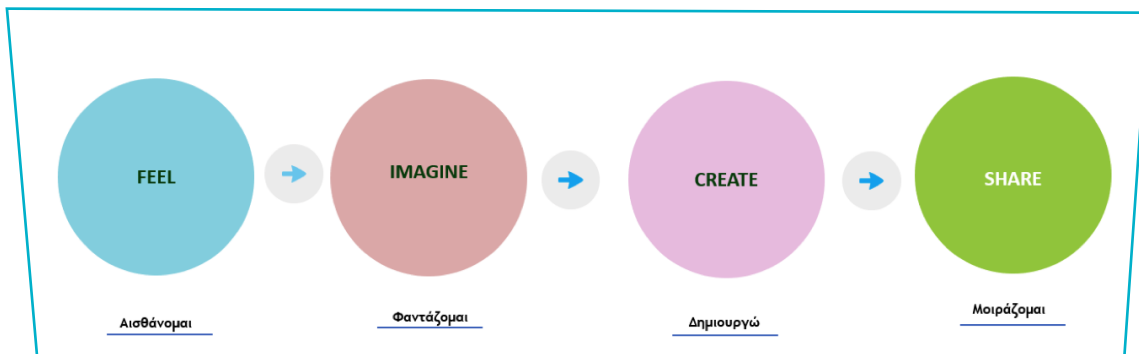 FEEL
IMAGINE
CREATE
SHARE
Αισθάνομαι
Φαντάζομαι
Δημιουργώ
Μοιράζομαι